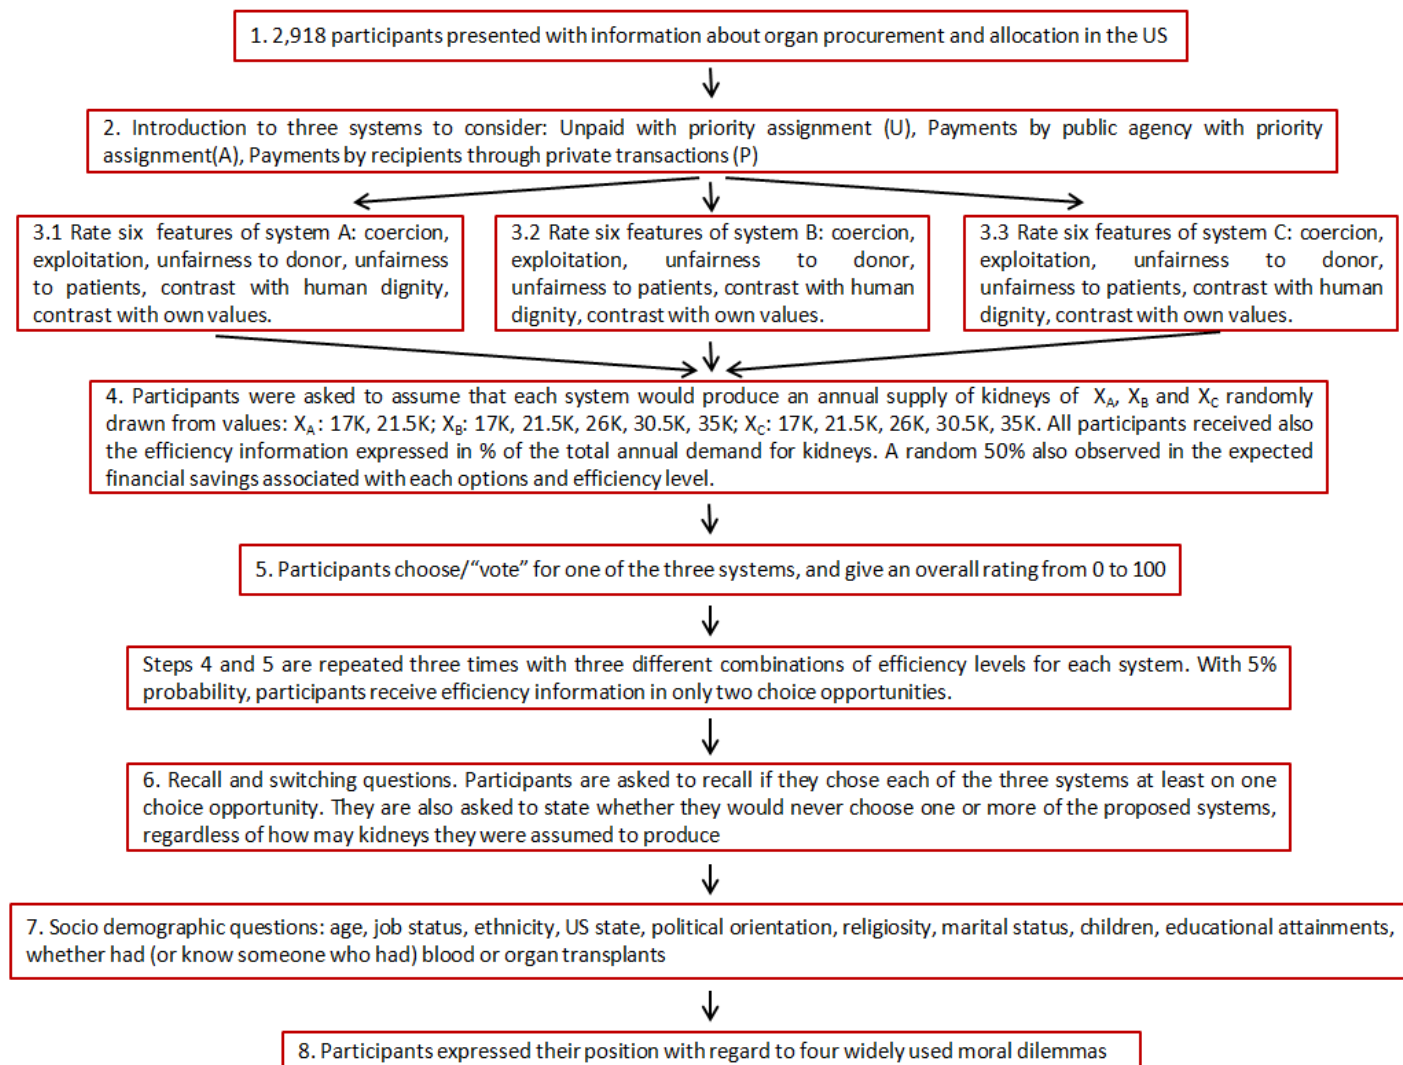 1. 2,918 participants presented with information about organ procurement and allocation in the US
2. Introduction to three systems to consider: Unpaid with priority assignment (U), Payments by public agency with priority
assignment(A), Payments by recipients through private transactions (P)
3.1 Rate six features of system A: coercion,
exploitation, unfairness to donor, unfairness
to patients, contrast with human dignity,
contrast with own values.
3.2 Rate six features of system B: coercion,
exploitation, unfairness to donor,
unfairness to patients, contrast with human
dignity, contrast with own values.
3.3 Rate six features of system C: coercion,
exploitation, unfairness to donor,
unfairness to patients, contrast with human
dignity, contrast with own values.
4. Participants were asked to assume that each system would produce an annual supply of kidneys of X_A, X_B and X_C randomly
drawn from values: X_A: 17K, 21.5K; X_B: 17K, 21.5K, 26K, 30.5K, 35K; X_C: 17K, 21.5K, 26K, 30.5K, 35K. All participants received also
the efficiency information expressed in % of the total annual demand for kidneys. A random 50% also observed in the expected
financial savings associated with each options and efficiency level.
5. Participants choose/“vote” for one of the three systems, and give an overall rating from 0 to 100
Steps 4 and 5 are repeated three times with three different combinations of efficiency levels for each system. With 5%
probability, participants receive efficiency information in only two choice opportunities.
6. Recall and switching questions. Participants are asked to recall if they chose each of the three systems at least on one
choice opportunity. They are also asked to state whether they would never choose one or more of the proposed systems,
regardless of how may kidneys they were assumed to produce
7. Socio demographic questions: age, job status, ethnicity, US state, political orientation, religiosity, marital status, children, educational attainments,
whether had (or know someone who had) blood or organ transplants
8. Participants expressed their position with regard to four widely used moral dilemmas